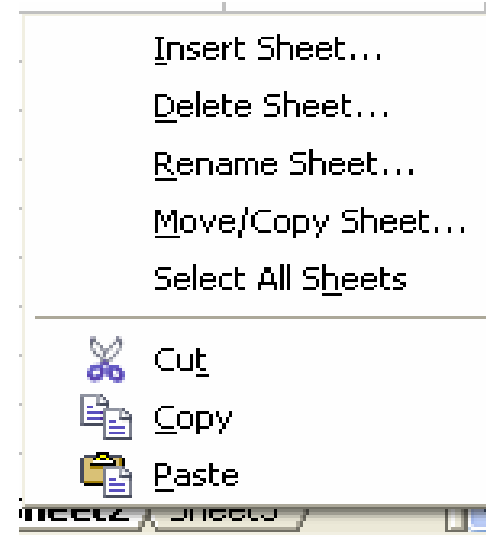 Insert Sheet...
Delete Sheet...
Rename Sheet...
Move/Copy Sheet...
Select All Sheets
Cut
Copy
Paste